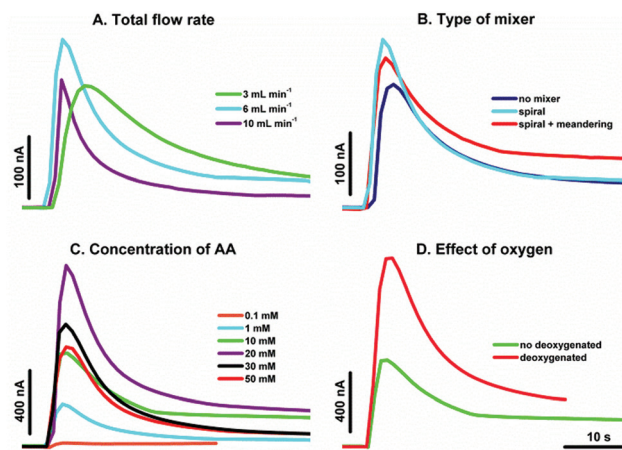 A. Total flow rate
3 mL min⁻¹
6 mL min⁻¹
10 mL min⁻¹
100 nA
B. Type of mixer
no mixer
spiral
spiral + meandering
100 nA
C. Concentration of AA
0.1 mM
1 mM
10 mM
20 mM
30 mM
50 mM
400 nA
D. Effect of oxygen
no deoxygenated
deoxygenated
400 nA
10 s